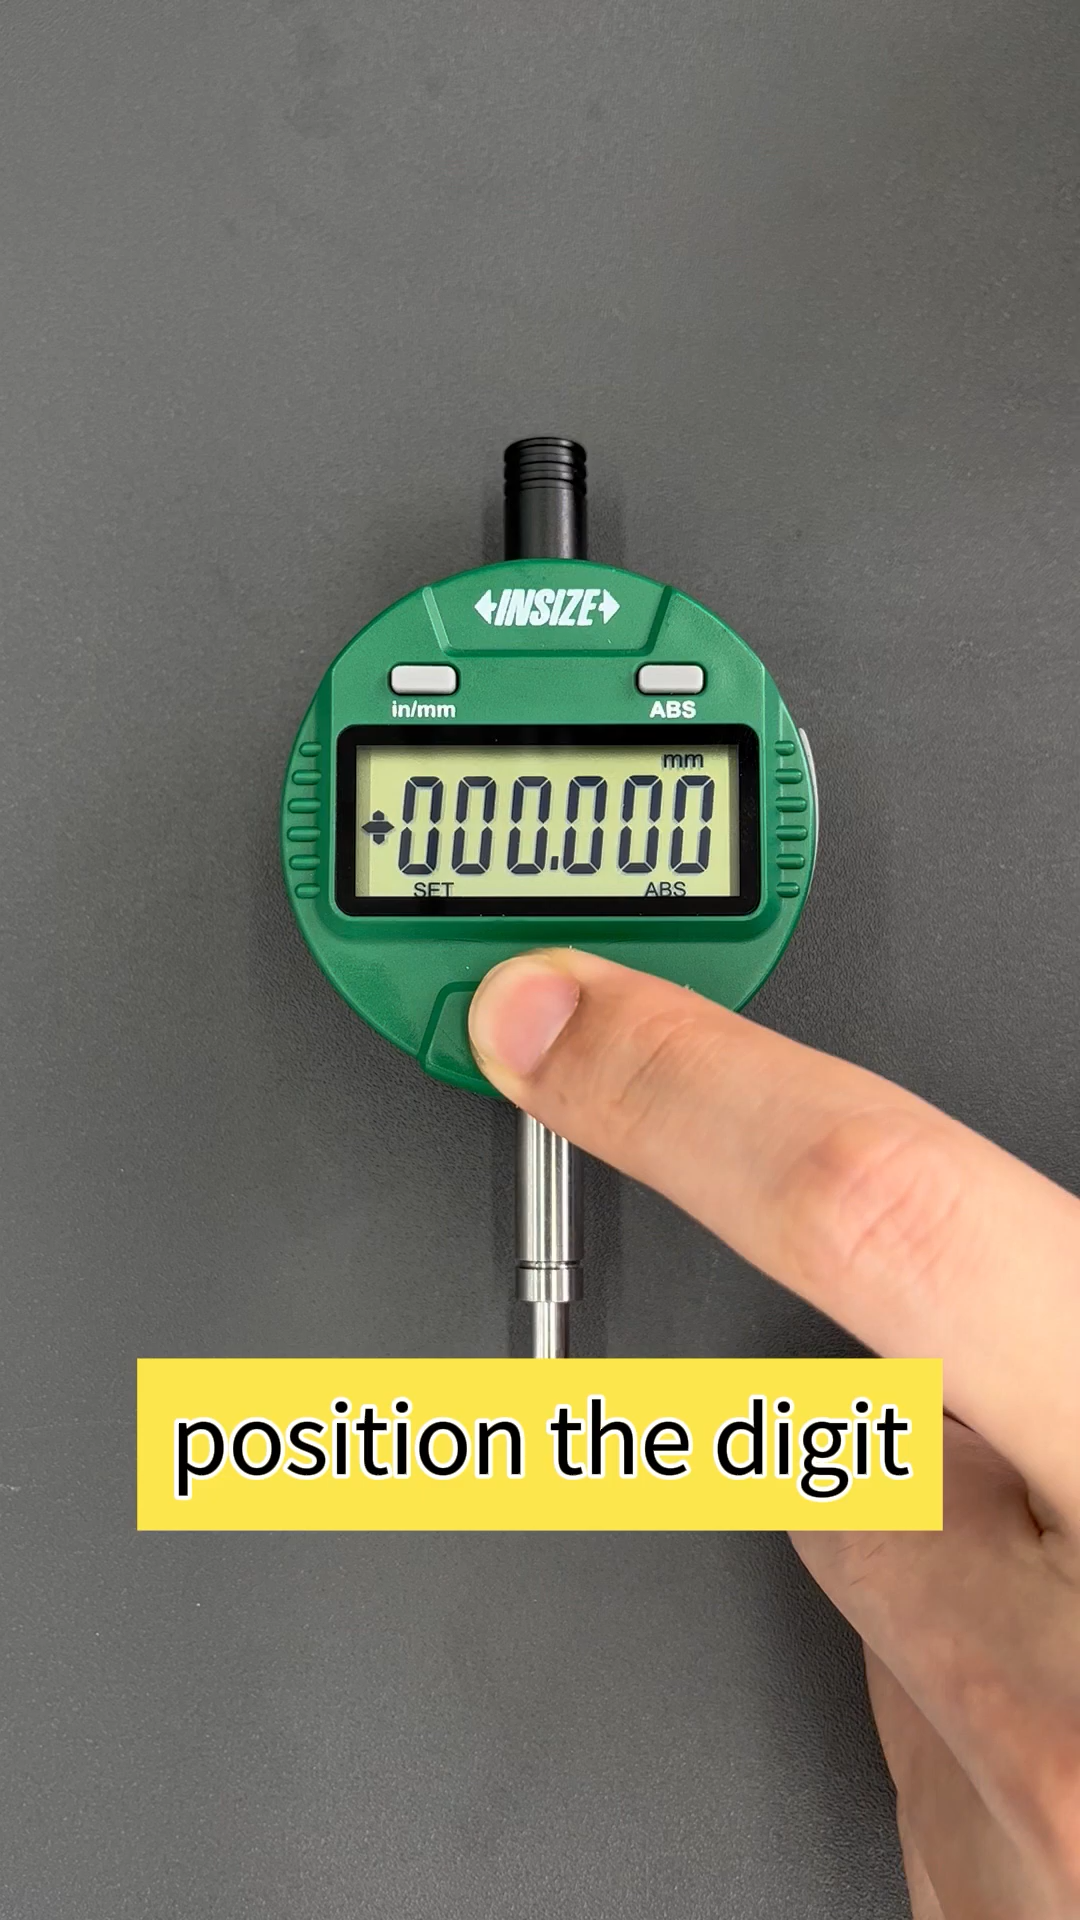 INSIZE
in/mm ABS
mm
000.000
SET ABS
position the digit